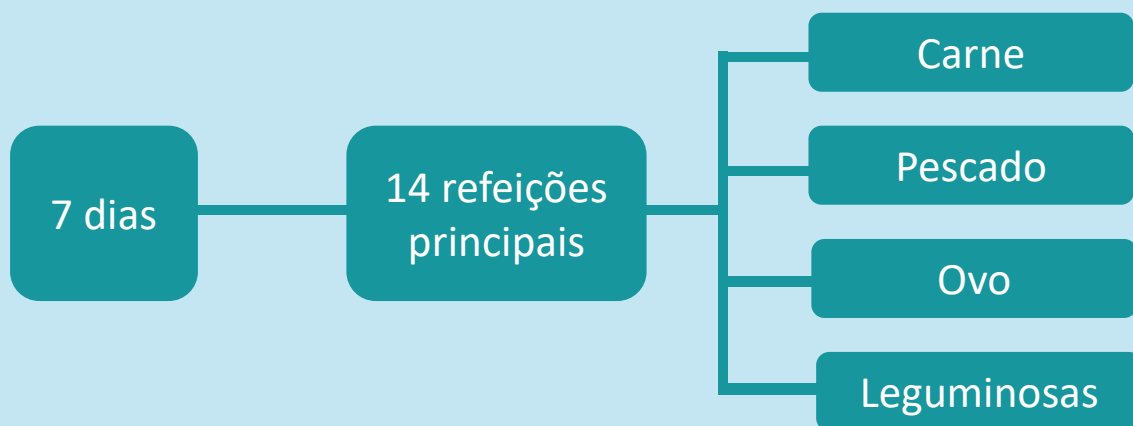 7 dias
14 refeições
principais
Carne
Pescado
Ovo
Leguminosas